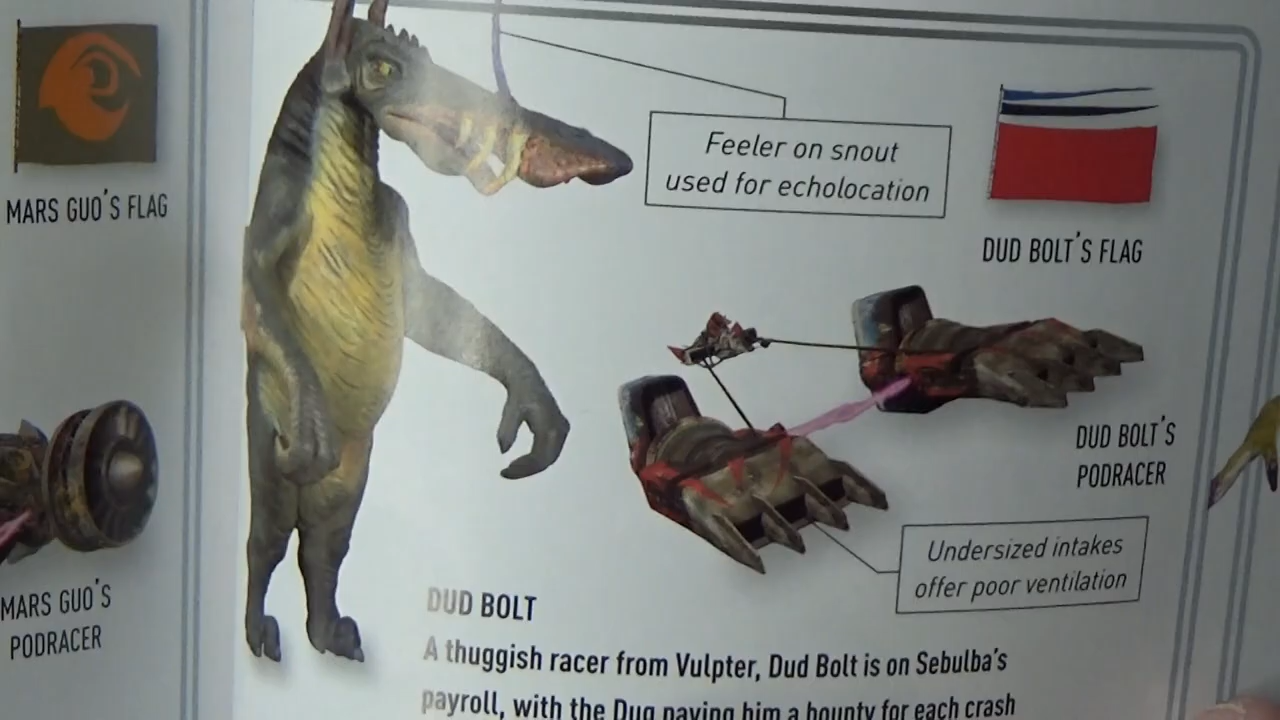 MARS GUO'S FLAG
MARS GUO'S
PODRACER
Feeler on snout
used for echolocation
DUD BOLT'S FLAG
DUD BOLT'S
PODRACER
Undersized intakes
offer poor ventilation
DUD BOLT
A thuggish racer from Vulpter, Dud Bolt is on Sebulba's
payroll, with the Dug paying him a bounty for each crash